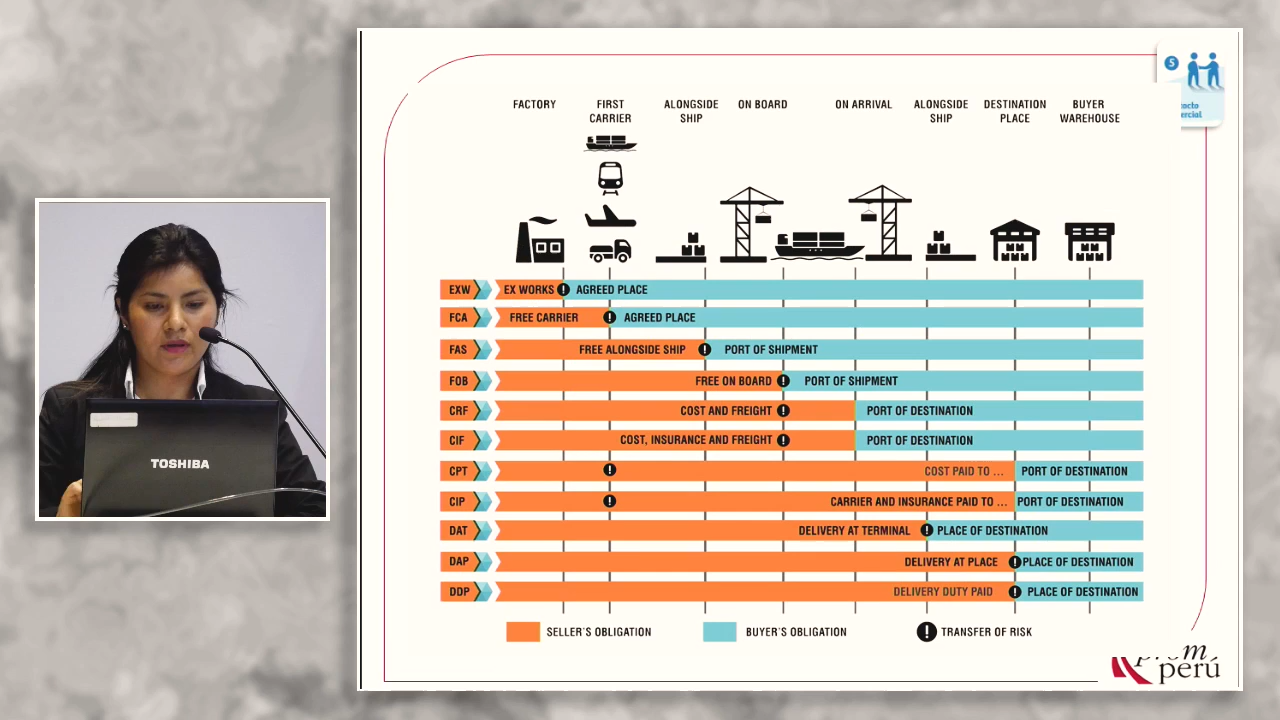 S
FACTORY
FIRST
CARRIER
ALONGSIDE
SHIP
ON BOARD
ON ARRIVAL
ALONGSIDE
SHIP
DESTINATION
PLACE
BUYER
WAREHOUSE
EXW EX WORKS ! AGREED PLACE
FCA FREE CARRIER ! AGREED PLACE
FAS FREE ALONGSIDE SHIP ! PORT OF SHIPMENT
FOB FREE ON BOARD ! PORT OF SHIPMENT
CRF COST AND FREIGHT ! PORT OF DESTINATION
CIF COST, INSURANCE AND FREIGHT ! PORT OF DESTINATION
CPT ! COST PAID TO ... PORT OF DESTINATION
CIP ! CARRIER AND INSURANCE PAID TO ... PORT OF DESTINATION
DAT DELIVERY AT TERMINAL ! PLACE OF DESTINATION
DAP DELIVERY AT PLACE ! PLACE OF DESTINATION
DDP DELIVERY DUTY PAID ! PLACE OF DESTINATION
SELLER'S OBLIGATION
BUYER'S OBLIGATION
! TRANSFER OF RISK
perú
TOSHIBA